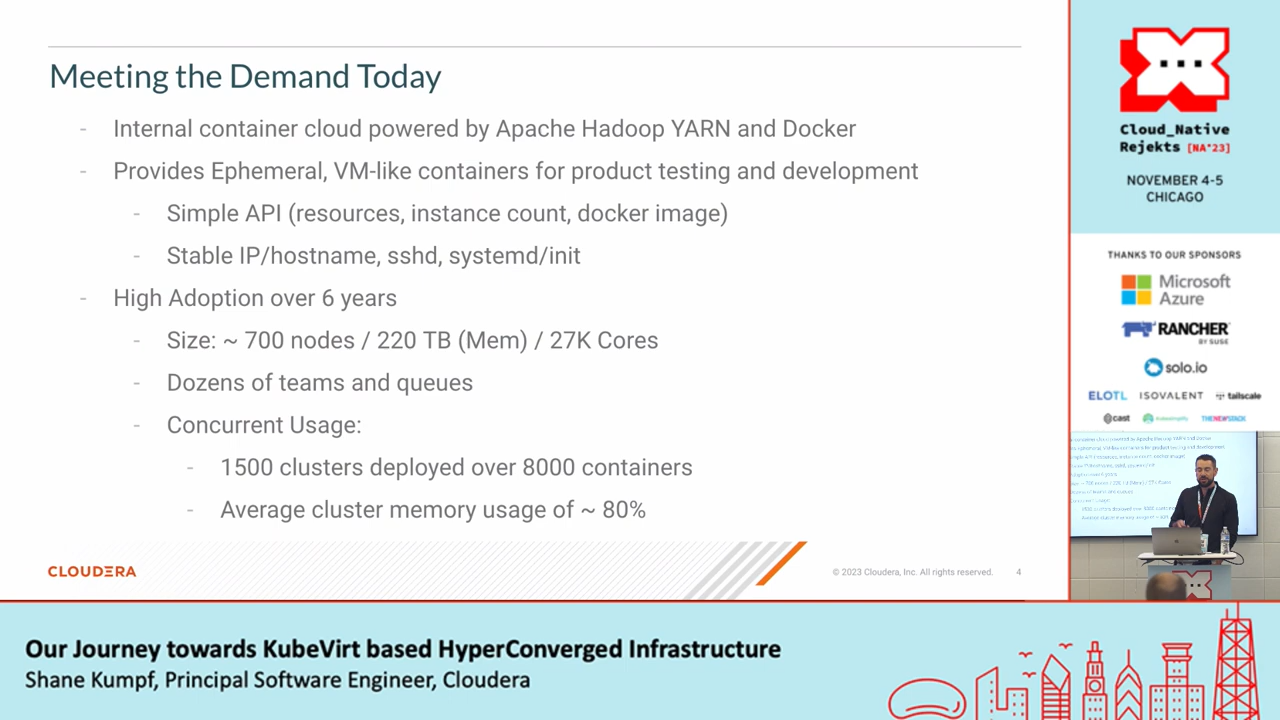 Meeting the Demand Today
- Internal container cloud powered by Apache Hadoop YARN and Docker
- Provides Ephemeral, VM-like containers for product testing and development
- Simple API (resources, instance count, docker image)
- Stable IP/hostname, sshd, systemd/init
- High Adoption over 6 years
- Size: ~ 700 nodes / 220 TB (Mem) / 27K Cores
- Dozens of teams and queues
- Concurrent Usage:
- 1500 clusters deployed over 8000 containers
- Average cluster memory usage of ~ 80%
CLOUDERA
© 2023 Cloudera, Inc. All rights reserved. 4
Cloud_Native
Rejekts [NA'23]
NOVEMBER 4-5
CHICAGO
THANKS TO OUR SPONSORS
Microsoft
Azure
RANCHER
BY SUSE
solo.io
ELOTL ISOVALENT tailscale
cast THENEWSTACK
Our Journey towards KubeVirt based HyperConverged Infrastructure
Shane Kumpf, Principal Software Engineer, Cloudera